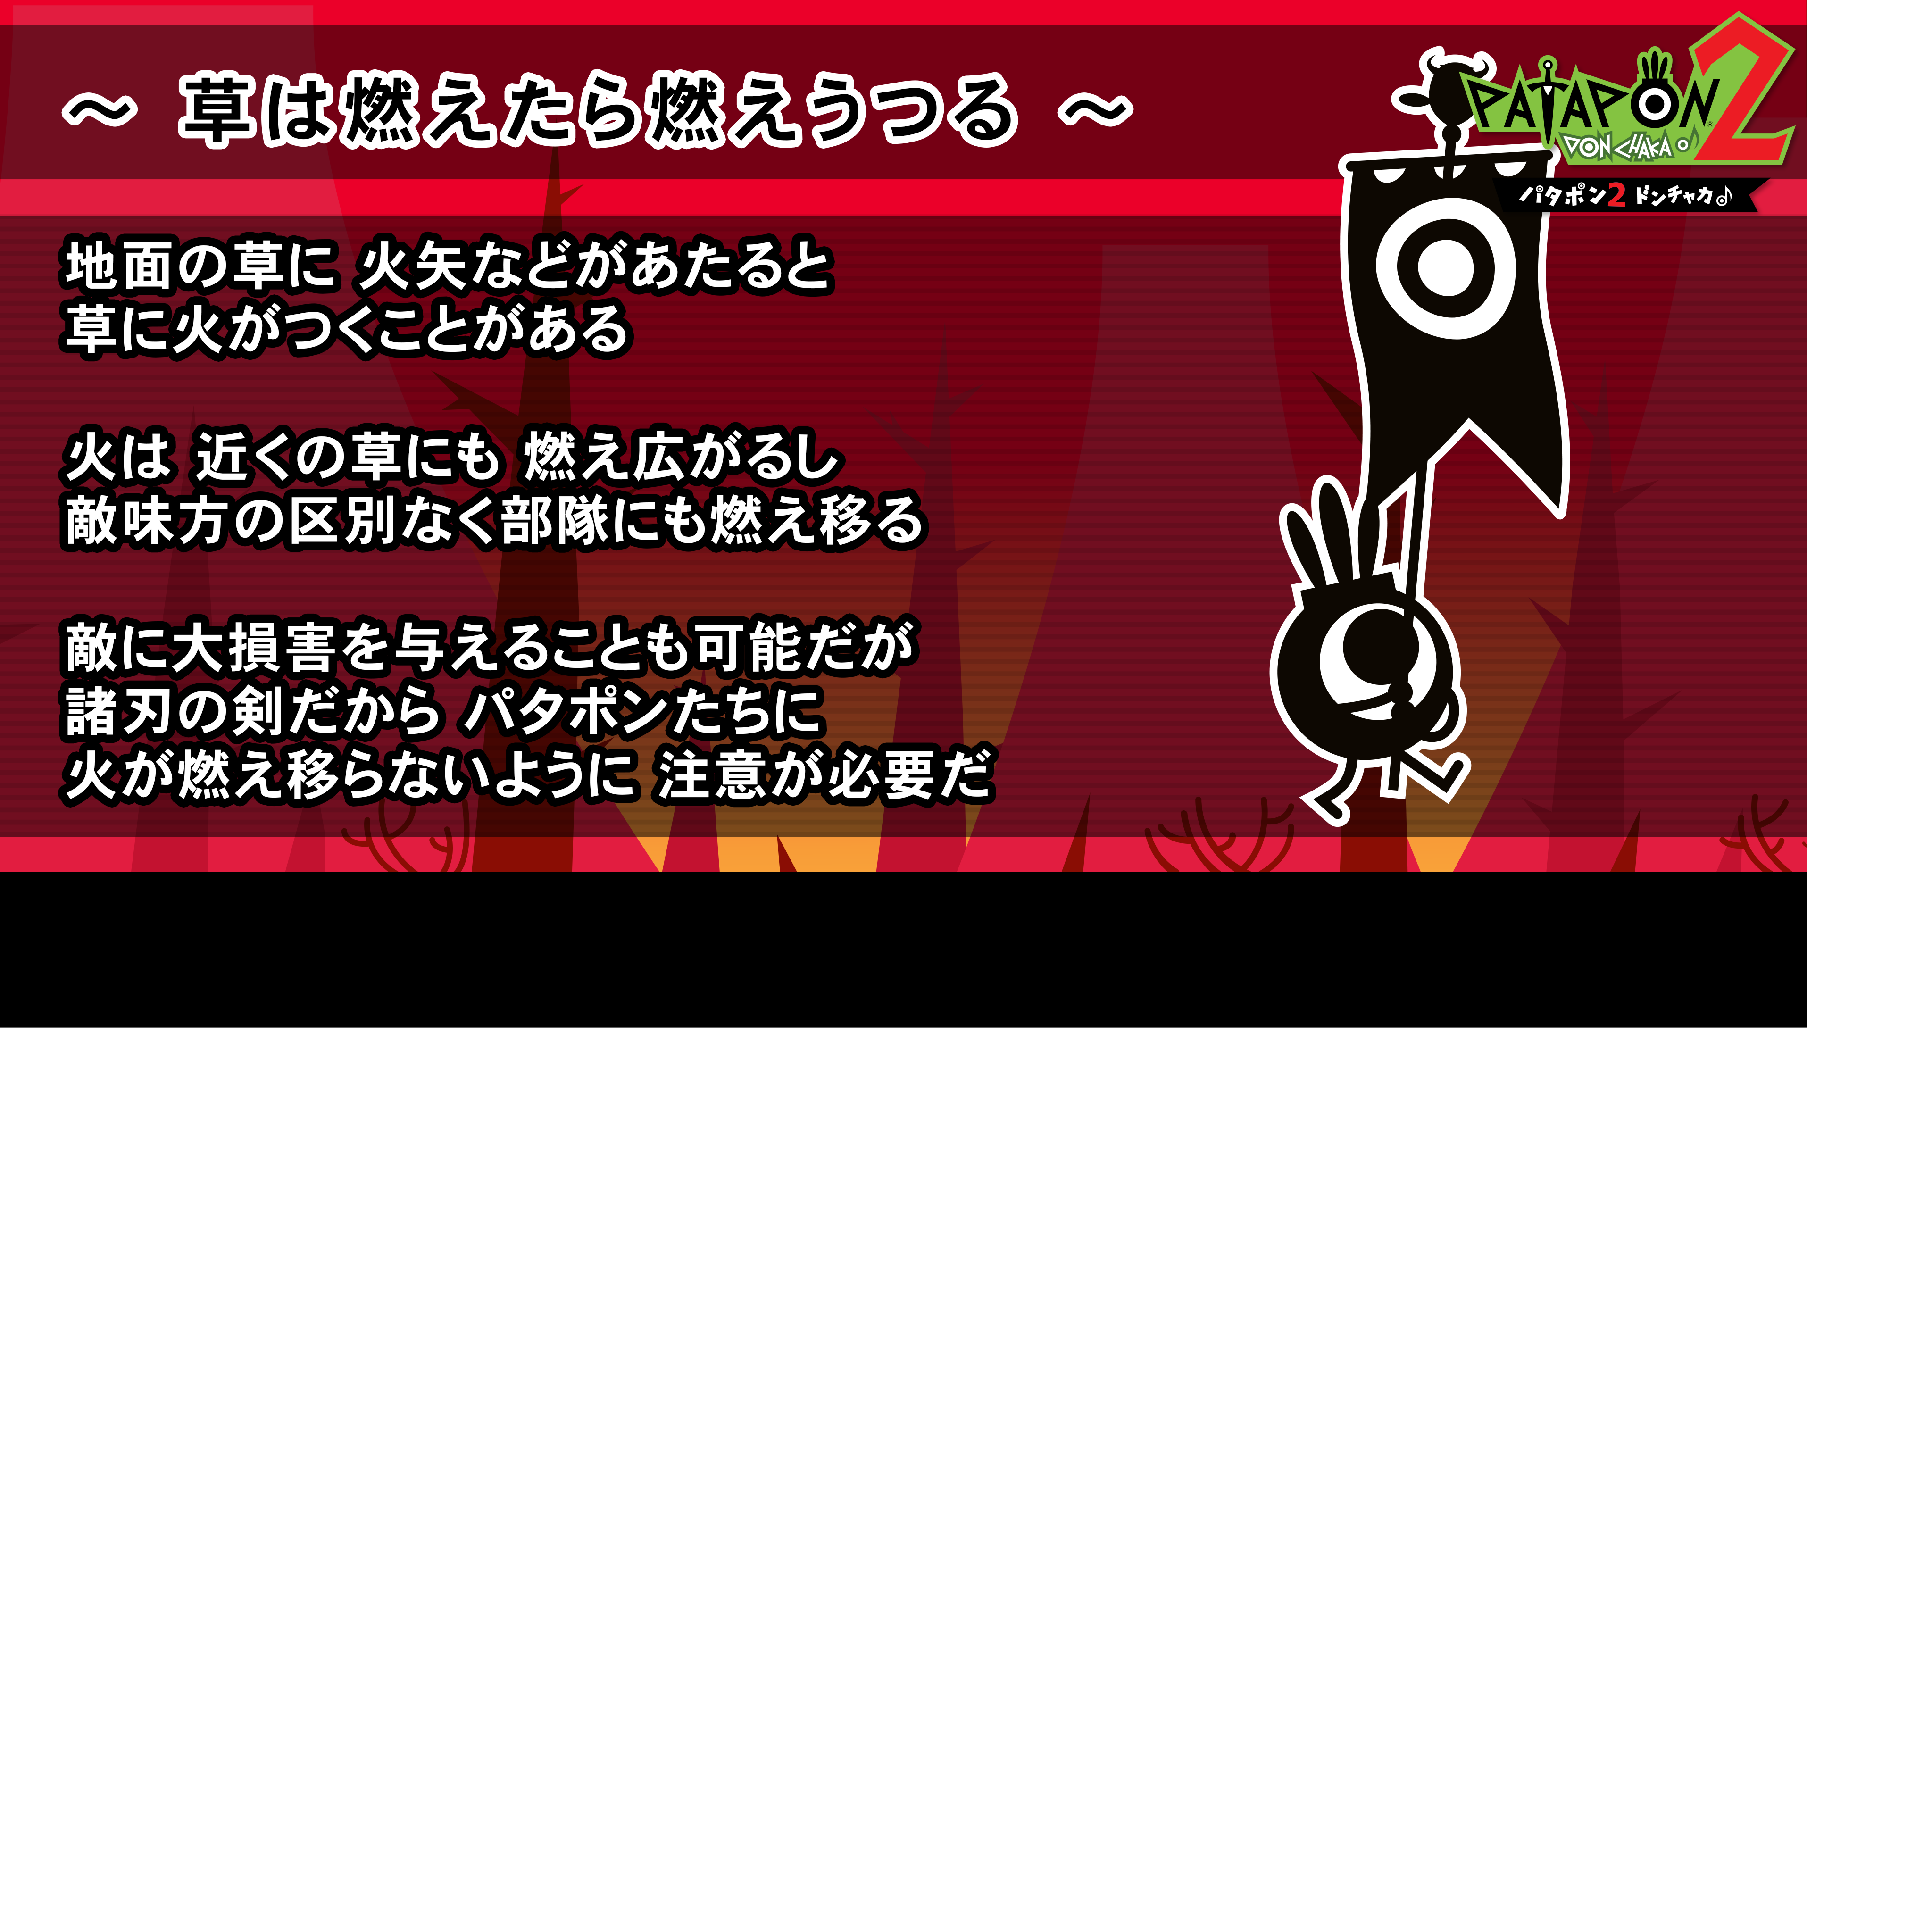 ～ 草は燃えたら燃えうつる ～
PATAPON 2
DON CHAKA♪
パタポン2 ドンチャカ♪
地面の草に 火矢などがあたると
草に火がつくことがある
火は 近くの草にも 燃え広がるし
敵味方の区別なく部隊にも燃え移る
敵に大損害を与えることも可能だが
諸刃の剣だから パタポンたちに
火が燃え移らないように 注意が必要だ